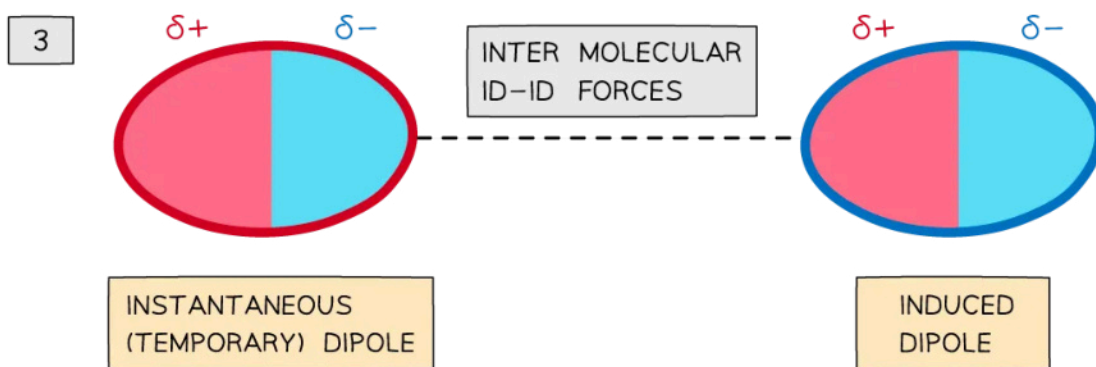 3
δ+ δ-
INTER MOLECULAR
ID-ID FORCES
δ+ δ-
INSTANTANEOUS
(TEMPORARY) DIPOLE
INDUCED
DIPOLE